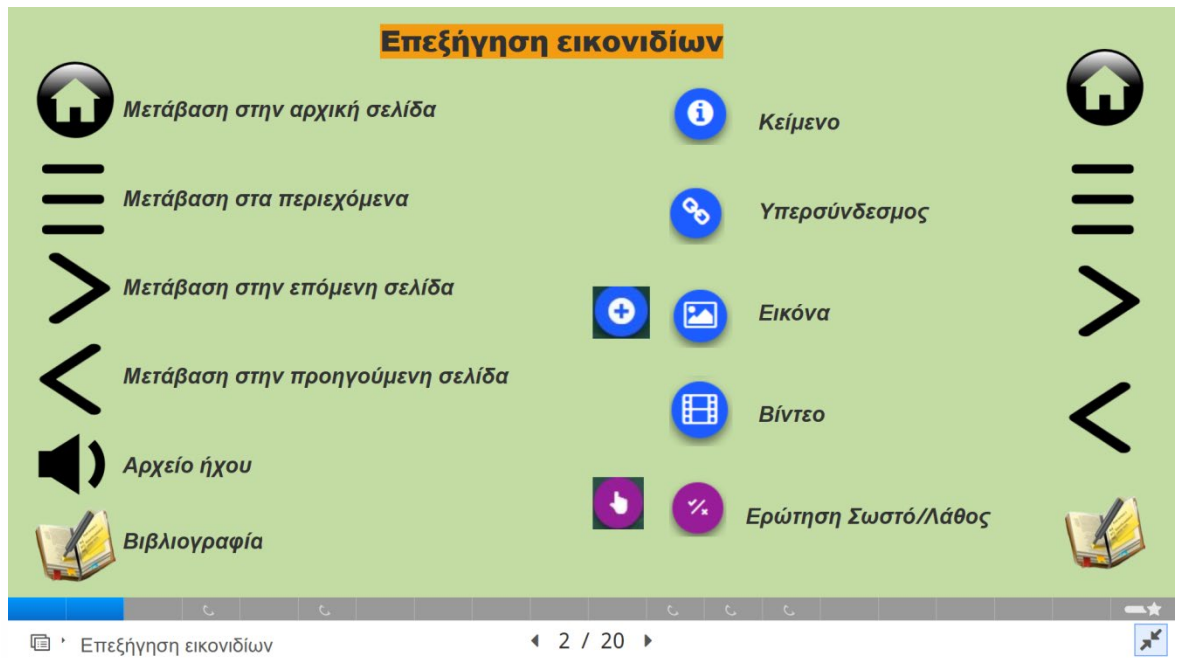 Επεξήγηση εικονιδίων
Μετάβαση στην αρχική σελίδα
Μετάβαση στα περιεχόμενα
Μετάβαση στην επόμενη σελίδα
Μετάβαση στην προηγούμενη σελίδα
Αρχείο ήχου
Βιβλιογραφία
Κείμενο
Υπερσύνδεσμος
Εικόνα
Βίντεο
Ερώτηση Σωστό/Λάθος
Επεξήγηση εικονιδίων
2 / 20